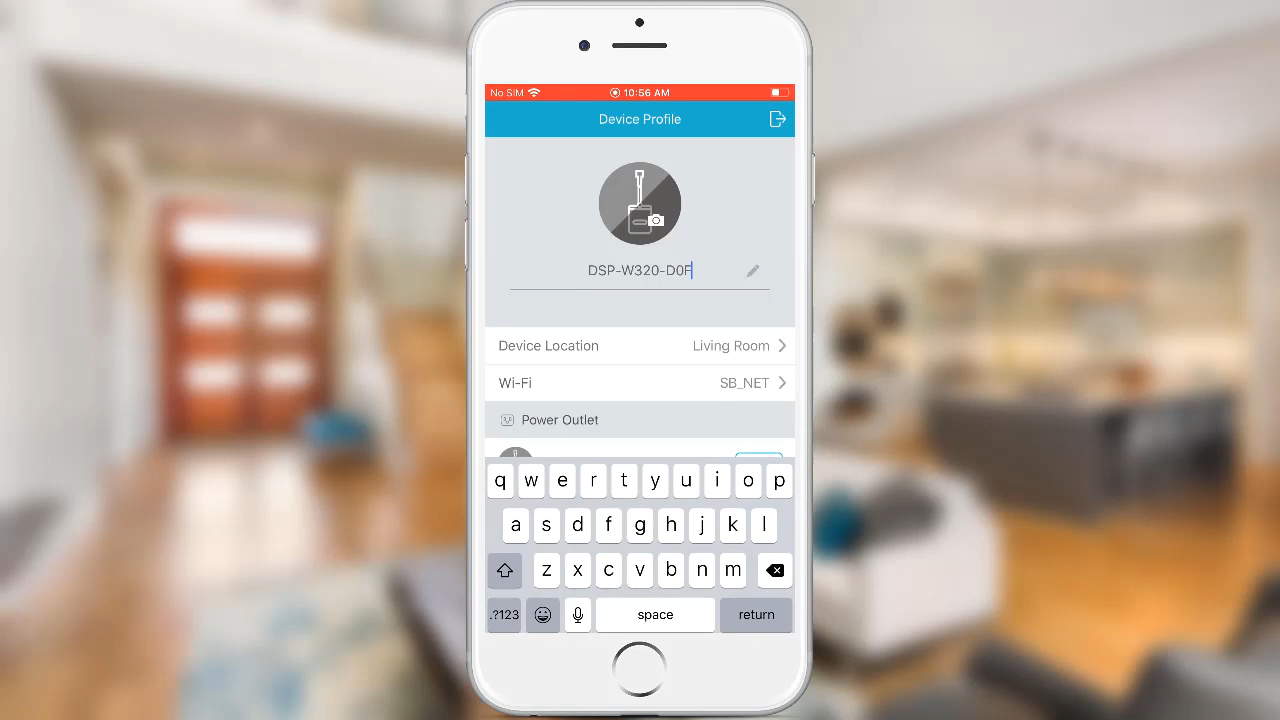 No SIM 10:56 AM
Device Profile
DSP-W320-D0F
Device Location Living Room
Wi-Fi SB_NET
Power Outlet
q w e r t y u i o p
a s d f g h j k l
z x c v b n m
.?123 space return